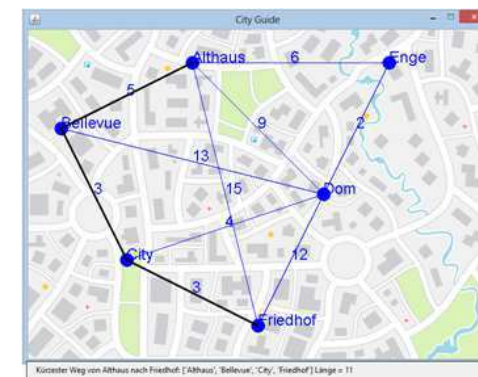 City Guide
Althaus
6
Enge
5
9
2
Bellevue
13
15
Dom
3
4
City
12
3
Friedhof
Kürzester Weg von Althaus nach Friedhof: ['Althaus', 'Bellevue', 'City', 'Friedhof'] Länge = 11